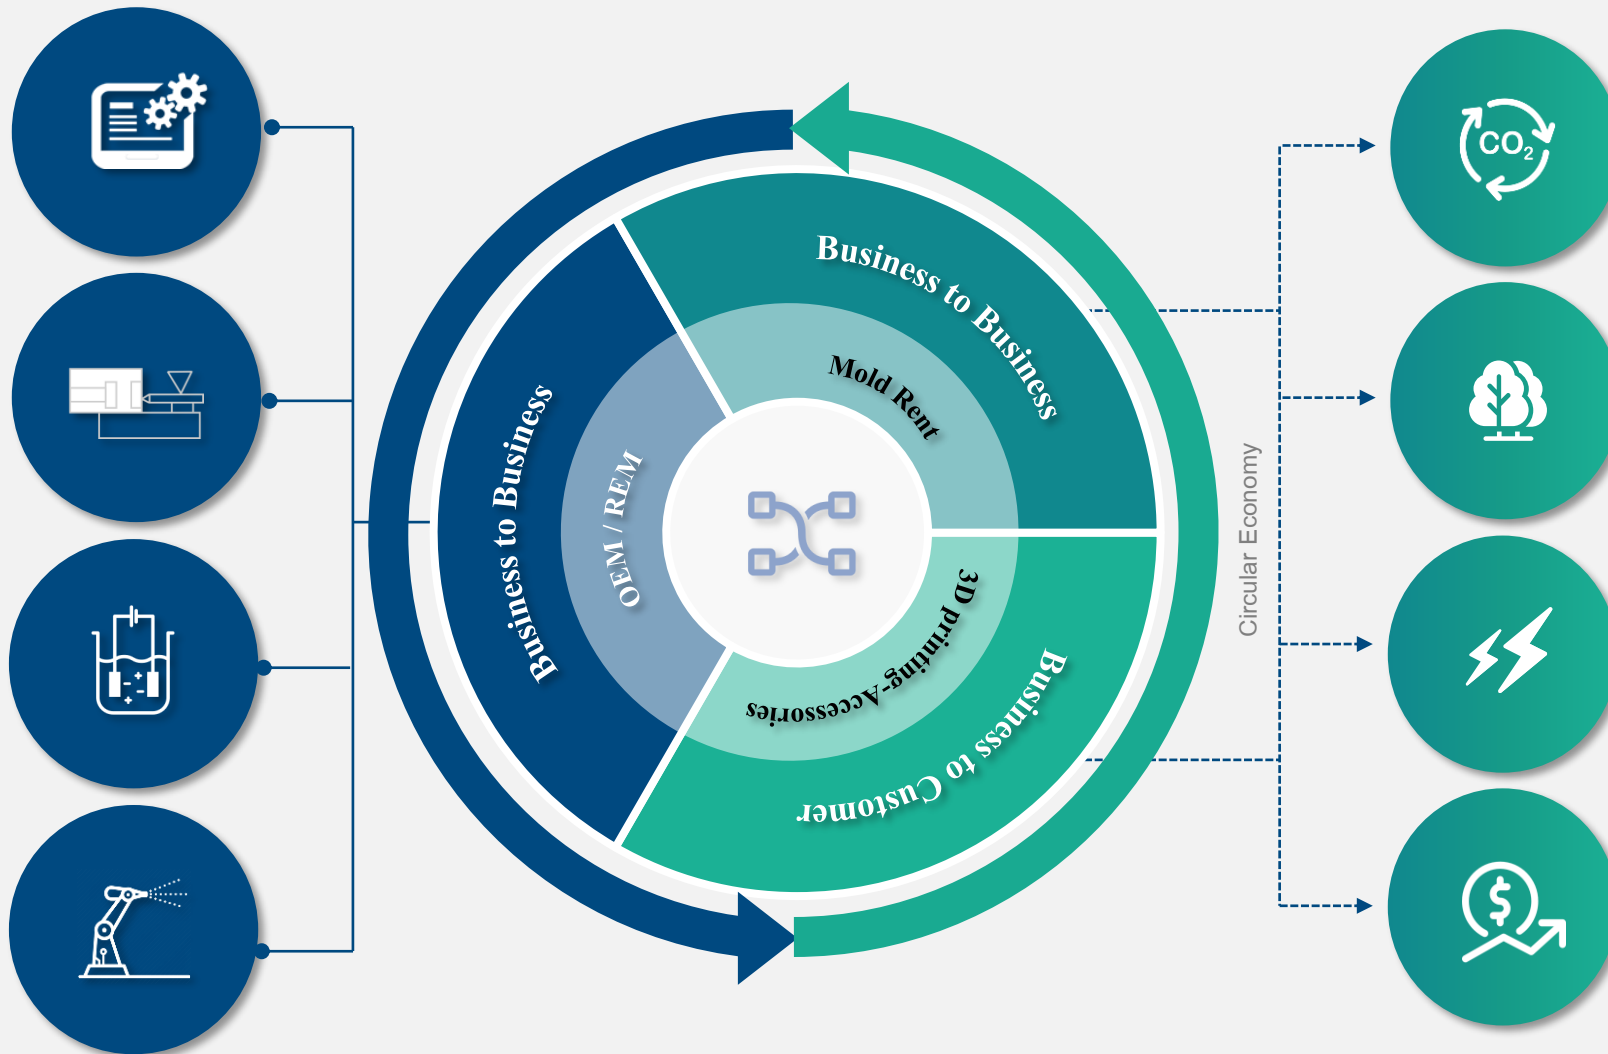 Business to Business
Mold Rent
Business to Business
OEM / REM
3D printing-Accessories
Business to Customer
Circular Economy
CO₂
$